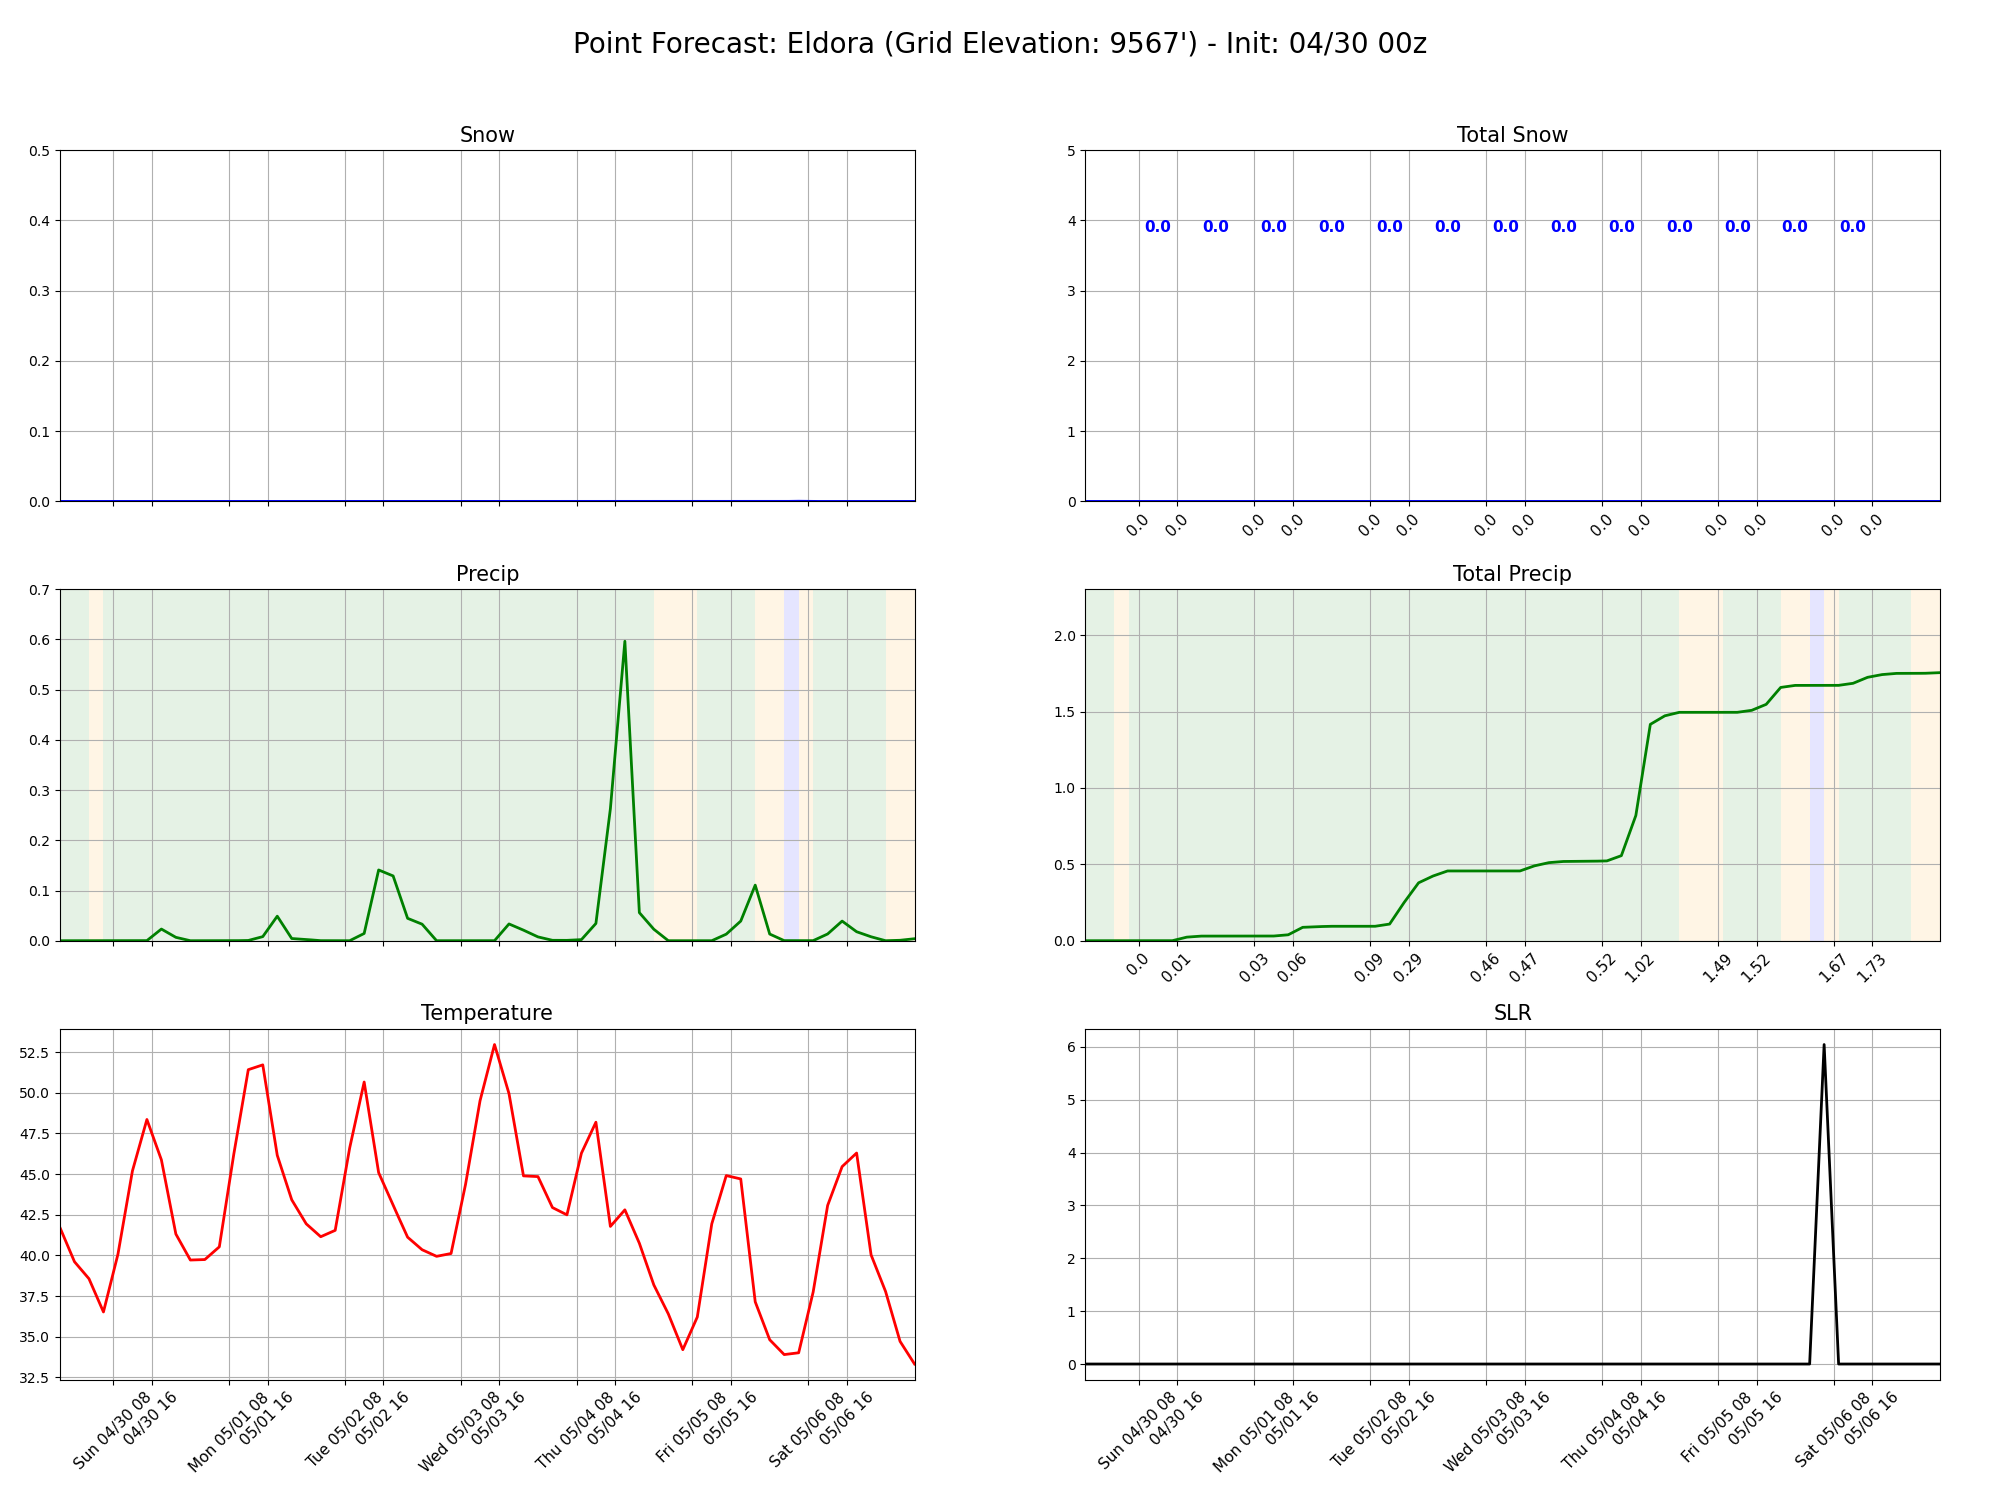 Point Forecast: Eldora (Grid Elevation: 9567') - Init: 04/30 00z
Snow
0.5
0.4
0.3
0.2
0.1
0.0
Total Snow
5
4
3
2
1
0
0.0 0.0 0.0 0.0 0.0 0.0 0.0 0.0 0.0 0.0 0.0 0.0 0.0
0.0 0.0 0.0 0.0 0.0 0.0 0.0 0.0 0.0 0.0 0.0 0.0 0.0 0.0
Precip
0.7
0.6
0.5
0.4
0.3
0.2
0.1
0.0
Total Precip
2.0
1.5
1.0
0.5
0.0
0.0 0.01 0.03 0.06 0.09 0.29 0.46 0.47 0.52 1.02 1.49 1.52 1.67 1.73
Temperature
52.5
50.0
47.5
45.0
42.5
40.0
37.5
35.0
32.5
Sun 04/30 08
04/30 16
Mon 05/01 08
05/01 16
Tue 05/02 08
05/02 16
Wed 05/03 08
05/03 16
Thu 05/04 08
05/04 16
Fri 05/05 08
05/05 16
Sat 05/06 08
05/06 16
SLR
6
5
4
3
2
1
0
Sun 04/30 08
04/30 16
Mon 05/01 08
05/01 16
Tue 05/02 08
05/02 16
Wed 05/03 08
05/03 16
Thu 05/04 08
05/04 16
Fri 05/05 08
05/05 16
Sat 05/06 08
05/06 16